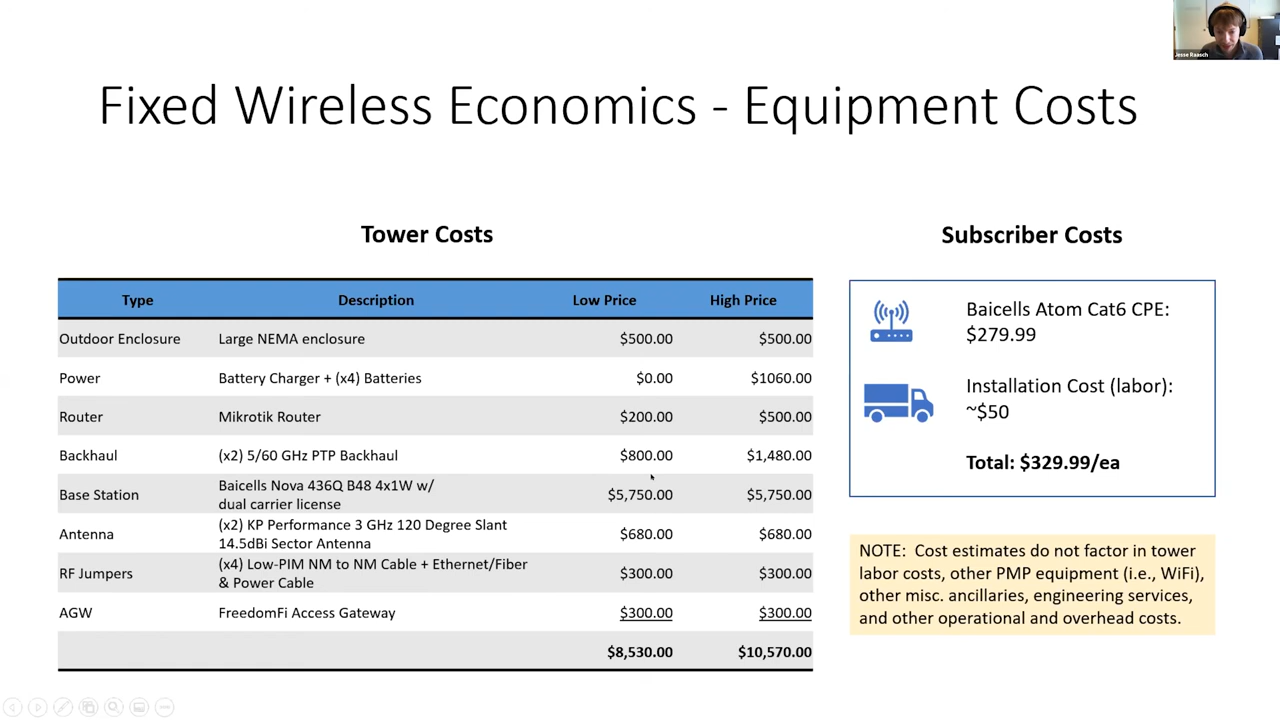 Jesse Raasch
Fixed Wireless Economics - Equipment Costs
Tower Costs
Type Description Low Price High Price
Outdoor Enclosure Large NEMA enclosure $500.00 $500.00
Power Battery Charger + (x4) Batteries $0.00 $1060.00
Router Mikrotik Router $200.00 $500.00
Backhaul (x2) 5/60 GHz PTP Backhaul $800.00 $1,480.00
Base Station Baicells Nova 436Q B48 4x1W w/
dual carrier license $5,750.00 $5,750.00
Antenna (x2) KP Performance 3 GHz 120 Degree Slant
14.5dBi Sector Antenna $680.00 $680.00
RF Jumpers (x4) Low-PIM NM to NM Cable + Ethernet/Fiber
& Power Cable $300.00 $300.00
AGW FreedomFi Access Gateway $300.00 $300.00
$8,530.00 $10,570.00
Subscriber Costs
Baicells Atom Cat6 CPE:
$279.99
Installation Cost (labor):
~$50
Total: $329.99/ea
NOTE: Cost estimates do not factor in tower
labor costs, other PMP equipment (i.e., WiFi),
other misc. ancillaries, engineering services,
and other operational and overhead costs.